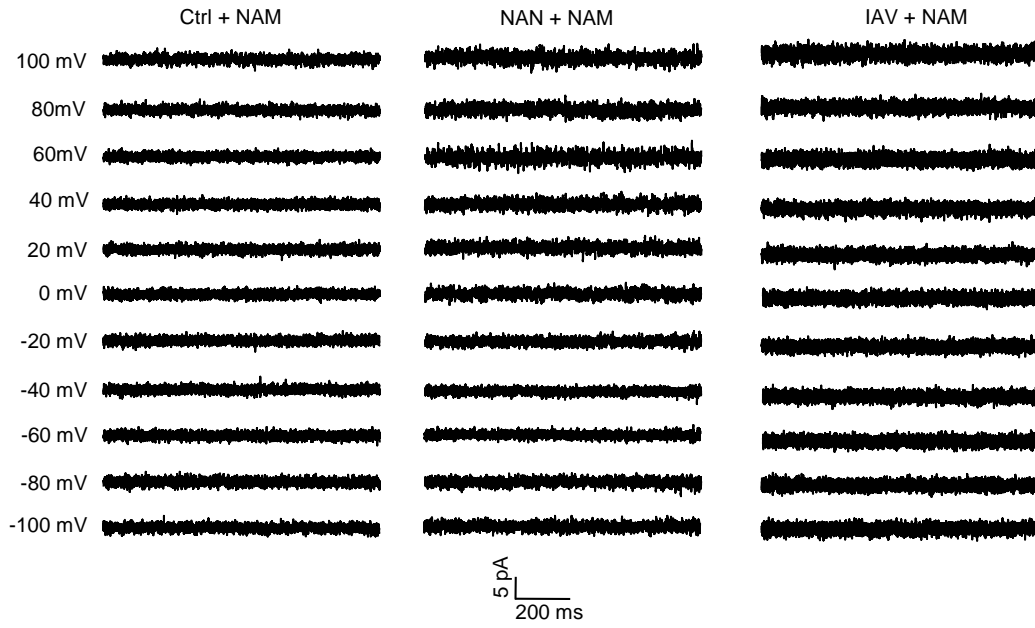 Ctrl + NAM
NAN + NAM
IAV + NAM
100 mV
80mV
60mV
40 mV
20 mV
0 mV
-20 mV
-40 mV
-60 mV
-80 mV
-100 mV
5 pA
200 ms